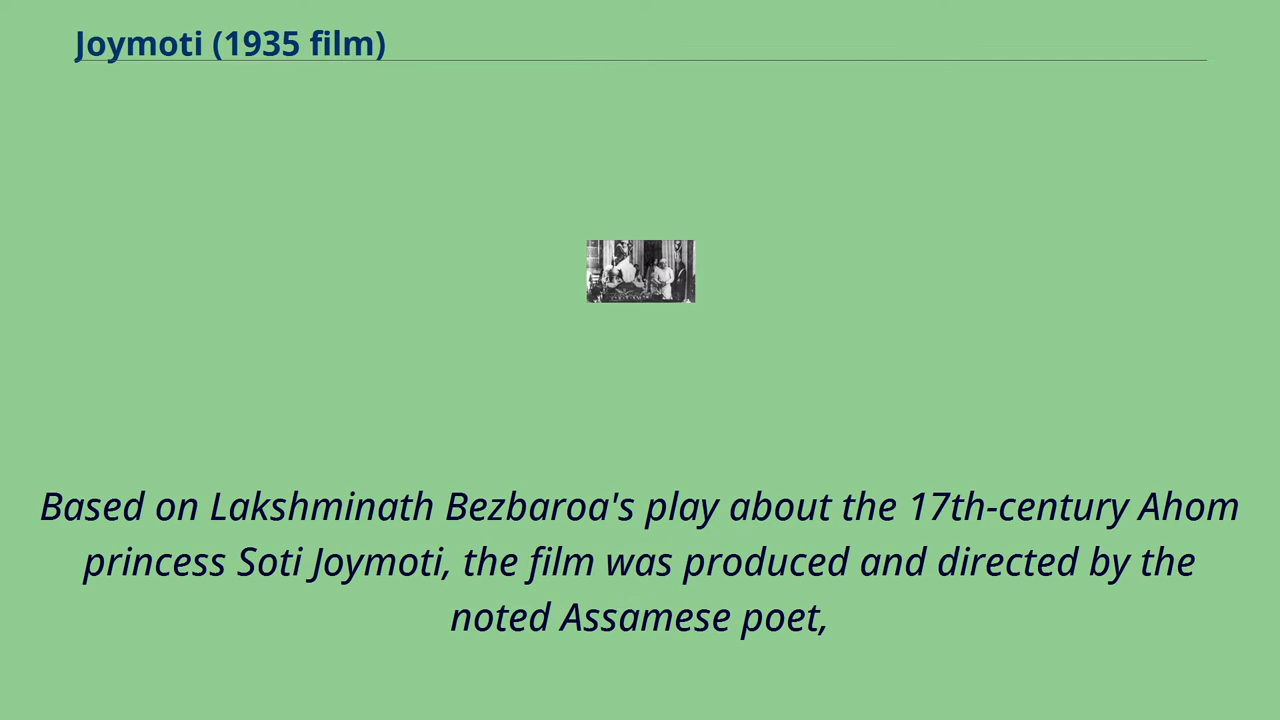 Joymoti (1935 film)
Based on Lakshminath Bezbaroa's play about the 17th-century Ahom
princess Soti Joymoti, the film was produced and directed by the
noted Assamese poet,